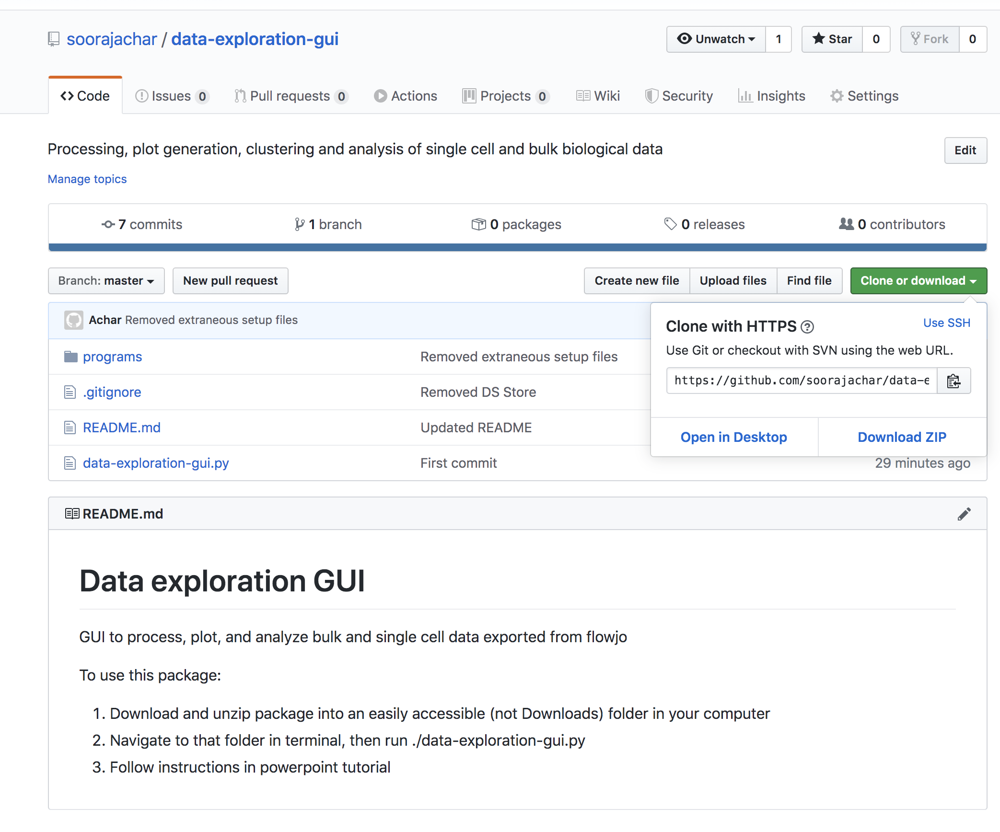 soorajachar / data-exploration-gui
Unwatch 1 Star 0 Fork 0
Code Issues 0 Pull requests 0 Actions Projects 0 Wiki Security Insights Settings
Processing, plot generation, clustering and analysis of single cell and bulk biological data
Edit
Manage topics
7 commits 1 branch 0 packages 0 releases 0 contributors
Branch: master New pull request Create new file Upload files Find file Clone or download
Achar Removed extraneous setup files
programs Removed extraneous setup files
.gitignore Removed DS Store
README.md Updated README
data-exploration-gui.py First commit 29 minutes ago
Clone with HTTPS ? Use SSH
Use Git or checkout with SVN using the web URL.
https://github.com/soorajachar/data-e
Open in Desktop Download ZIP
README.md
Data exploration GUI
GUI to process, plot, and analyze bulk and single cell data exported from flowjo
To use this package:
1. Download and unzip package into an easily accessible (not Downloads) folder in your computer
2. Navigate to that folder in terminal, then run ./data-exploration-gui.py
3. Follow instructions in powerpoint tutorial